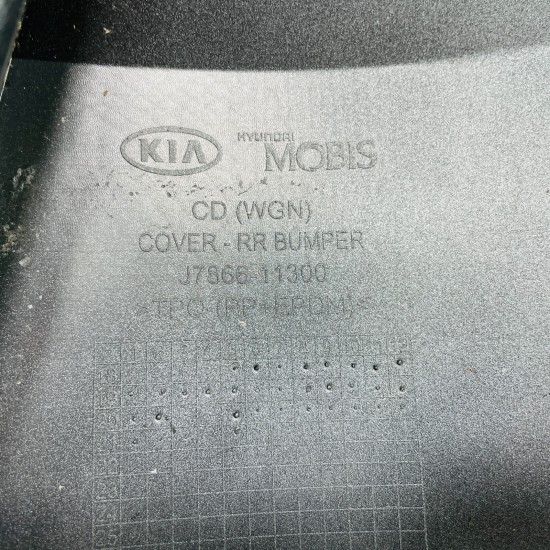 KIA HYUNDAI MOBIS
CD (WGN)
COVER - RR BUMPER
J7866-11300
>TPO-(PP+EPDM)<